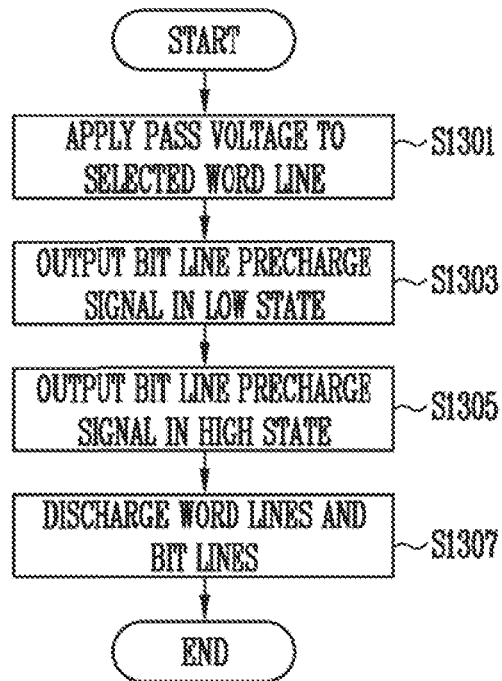 START
APPLY PASS VOLTAGE TO
SELECTED WORD LINE
S1301
OUTPUT BIT LINE PRECHARGE
SIGNAL IN LOW STATE
S1303
OUTPUT BIT LINE PRECHARGE
SIGNAL IN HIGH STATE
S1305
DISCHARGE WORD LINES AND
BIT LINES
S1307
END